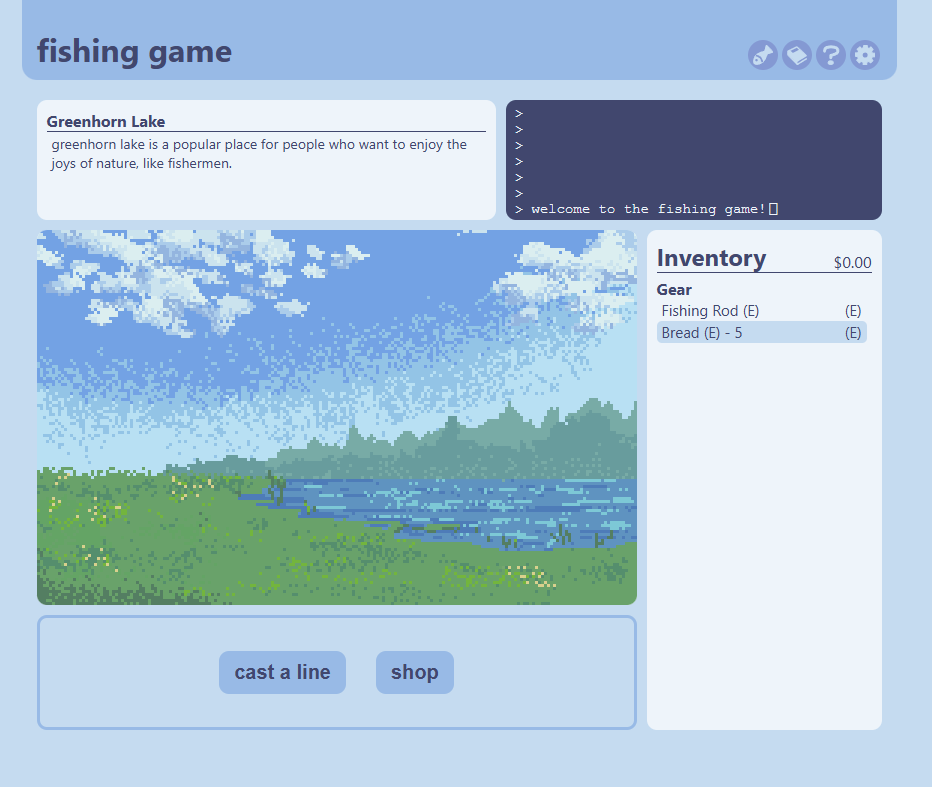 fishing game
Greenhorn Lake
greenhorn lake is a popular place for people who want to enjoy the
joys of nature, like fishermen.
>
>
>
>
>
>
> welcome to the fishing game!
Inventory $0.00
Gear
Fishing Rod (E) (E)
Bread (E) - 5 (E)
cast a line shop